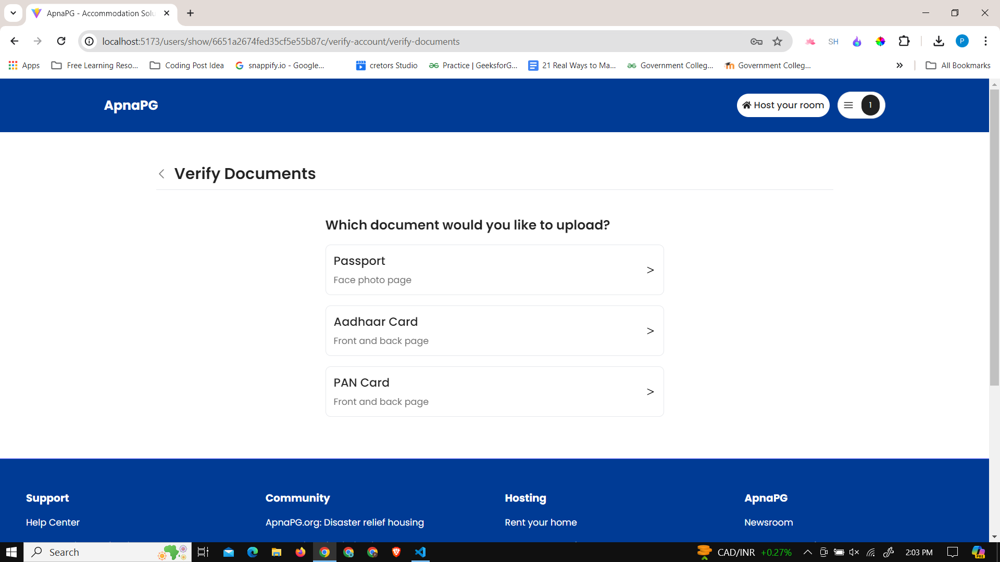 ApnaPG - Accommodation Solu
localhost:5173/users/show/6651a2674fed35cf5e55b87c/verify-account/verify-documents
SH
P
Apps
Free Learning Reso...
Coding Post Idea
snappify.io - Google...
cretors Studio
Practice | GeeksforG...
21 Real Ways to Ma...
Government Colleg...
Government Colleg...
All Bookmarks
ApnaPG
Host your room
1
Verify Documents
Which document would you like to upload?
Passport
Face photo page
>
Aadhaar Card
Front and back page
>
PAN Card
Front and back page
>
Support
Community
Hosting
ApnaPG
Help Center
ApnaPG.org: Disaster relief housing
Rent your home
Newsroom
Search
CAD/INR +0.27%
2:03 PM
PRE